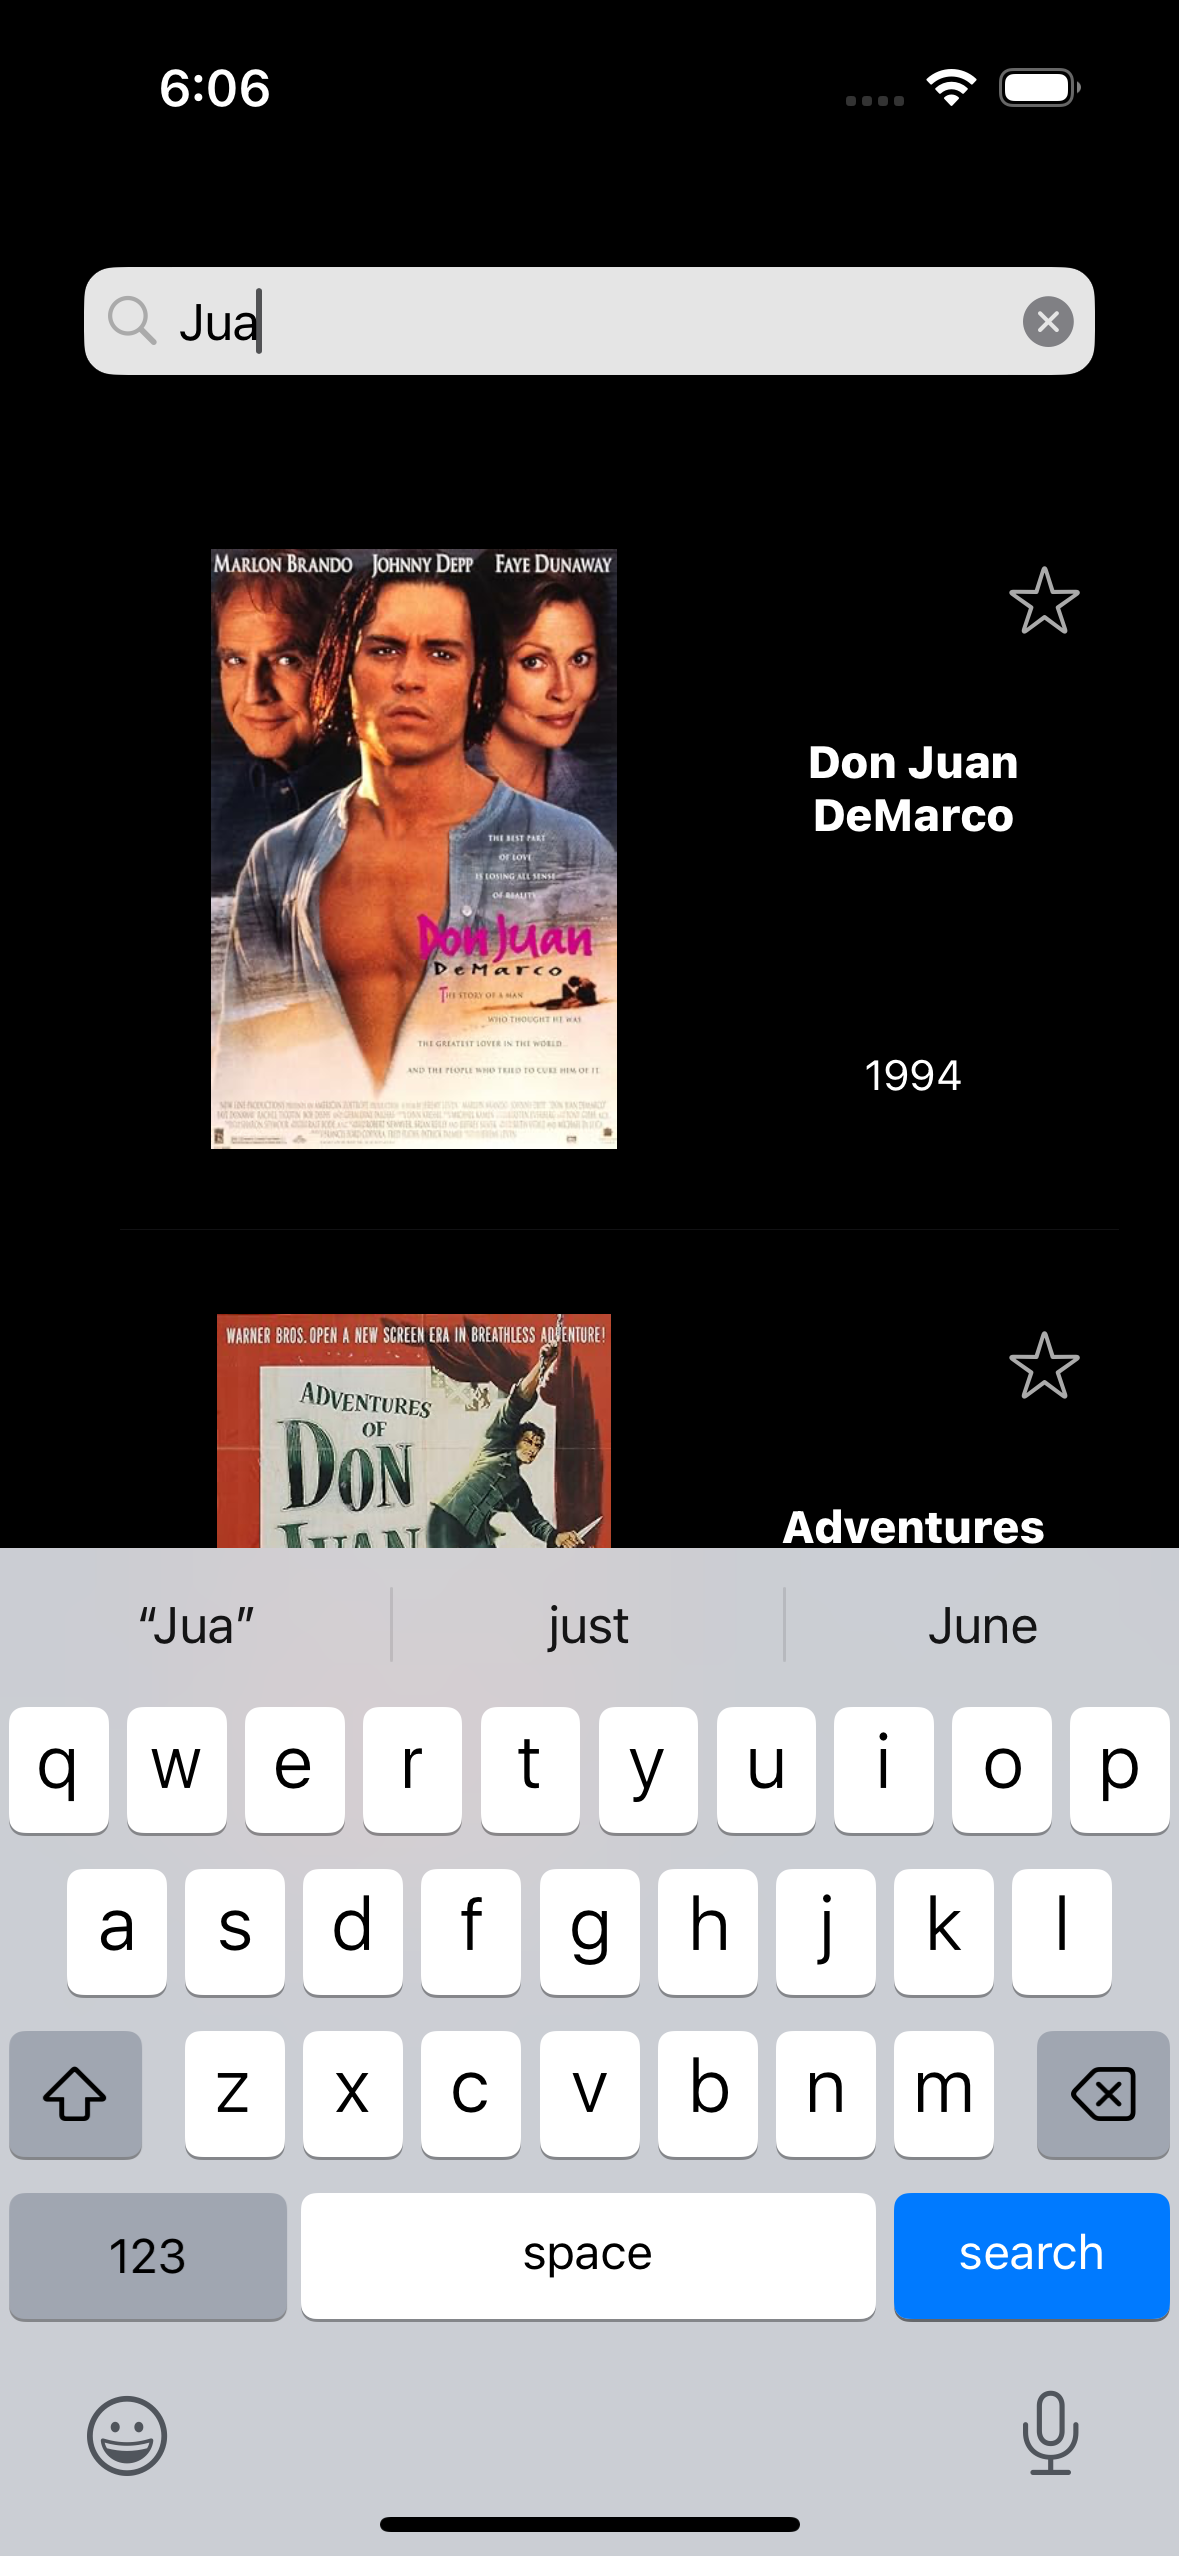 6:06
Jua
MARLON BRANDO JOHNNY DEPP FAYE DUNAWAY
THE BEST PART
OF LOVE
IS LOSING ALL SENSE
OF REALITY.
Don Juan
DeMarco
THE STORY OF A MAN
WHO THOUGHT HE WAS
THE GREATEST LOVER IN THE WORLD...
AND THE PEOPLE WHO TRIED TO CURE HIM OF IT.
Don Juan
DeMarco
1994
WARNER BROS. OPEN A NEW SCREEN ERA IN BREATHLESS ADVENTURE!
ADVENTURES
OF
DON
JUAN
Adventures
“Jua” just June
q w e r t y u i o p
a s d f g h j k l
z x c v b n m
123 space search